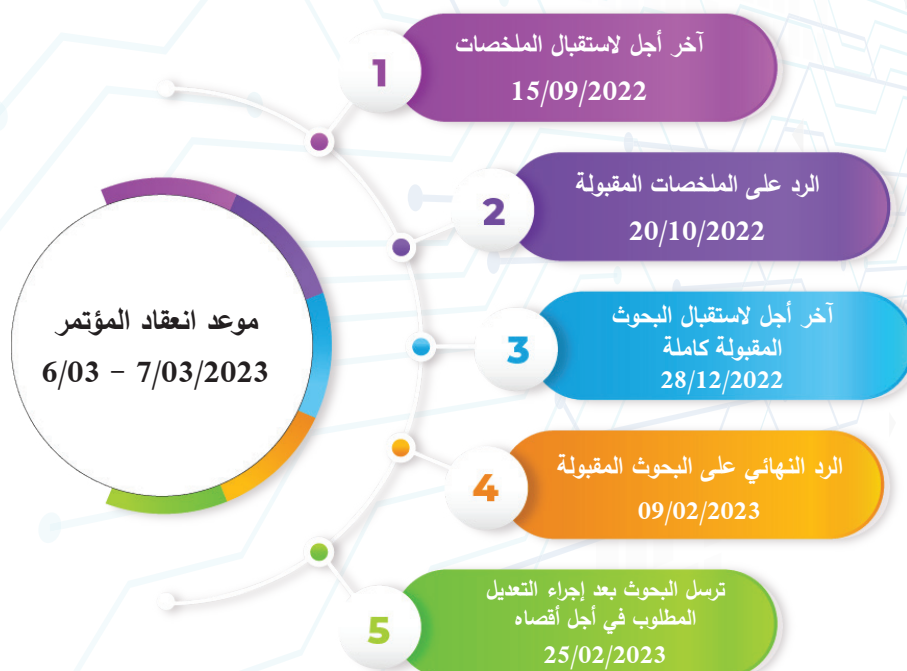 1
آخر أجل لاستقبال الملخصات
15/09/2022
2
الرد على الملخصات المقبولة
20/10/2022
3
آخر أجل لاستقبال البحوث
المقبولة كاملة
28/12/2022
4
الرد النهائي على البحوث المقبولة
09/02/2023
5
ترسل البحوث بعد إجراء التعديل
المطلوب في أجل أقصاه
25/02/2023
موعد انعقاد المؤتمر
6/03 - 7/03/2023